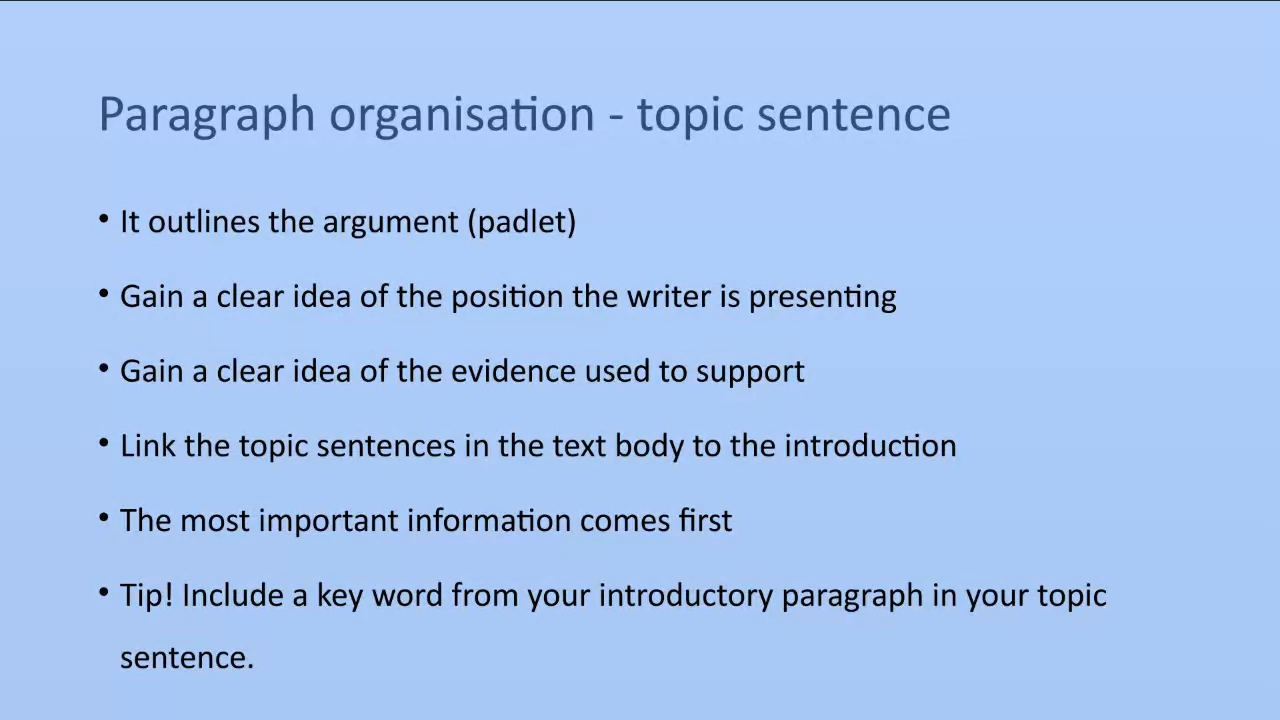 Paragraph organisation - topic sentence
• It outlines the argument (padlet)
• Gain a clear idea of the position the writer is presenting
• Gain a clear idea of the evidence used to support
• Link the topic sentences in the text body to the introduction
• The most important information comes first
• Tip! Include a key word from your introductory paragraph in your topic
sentence.